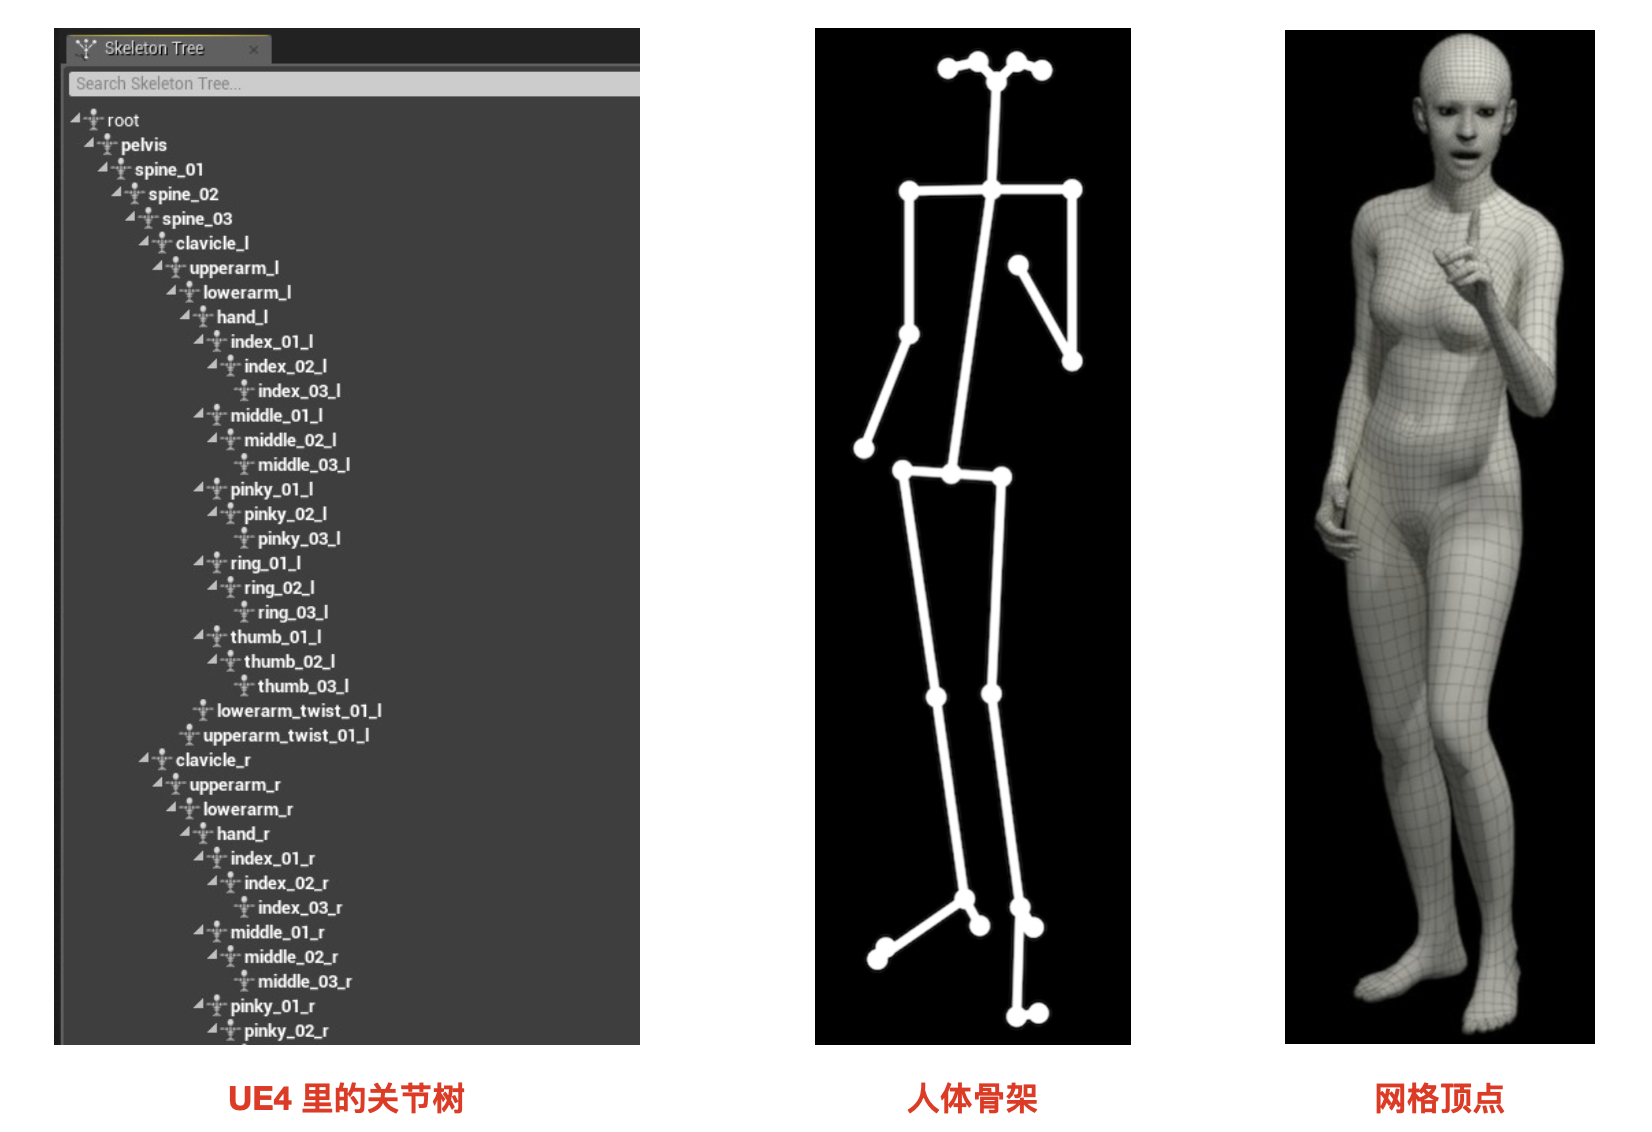 Skeleton Tree
Search Skeleton Tree...
root
pelvis
spine_01
spine_02
spine_03
clavicle_l
upperarm_l
lowerarm_l
hand_l
index_01_l
index_02_l
index_03_l
middle_01_l
middle_02_l
middle_03_l
pinky_01_l
pinky_02_l
pinky_03_l
ring_01_l
ring_02_l
ring_03_l
thumb_01_l
thumb_02_l
thumb_03_l
lowerarm_twist_01_l
upperarm_twist_01_l
clavicle_r
upperarm_r
lowerarm_r
hand_r
index_01_r
index_02_r
index_03_r
middle_01_r
middle_02_r
middle_03_r
pinky_01_r
pinky_02_r
UE4 里的关节树
人体骨架
网格顶点